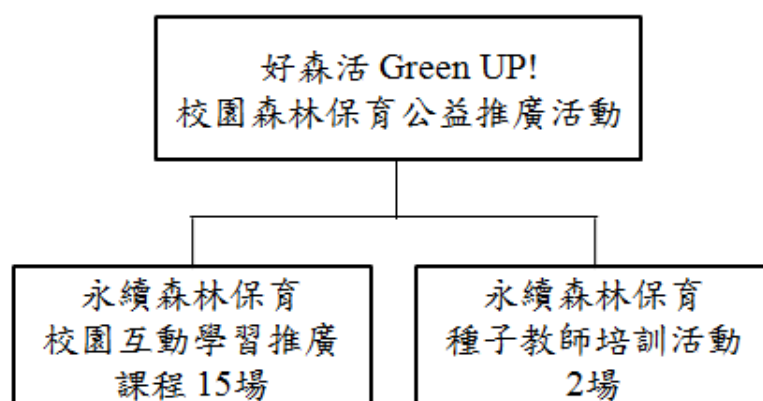 好森活 Green UP!
校園森林保育公益推廣活動
永續森林保育
校園互動學習推廣
課程 15場
永續森林保育
種子教師培訓活動
2場